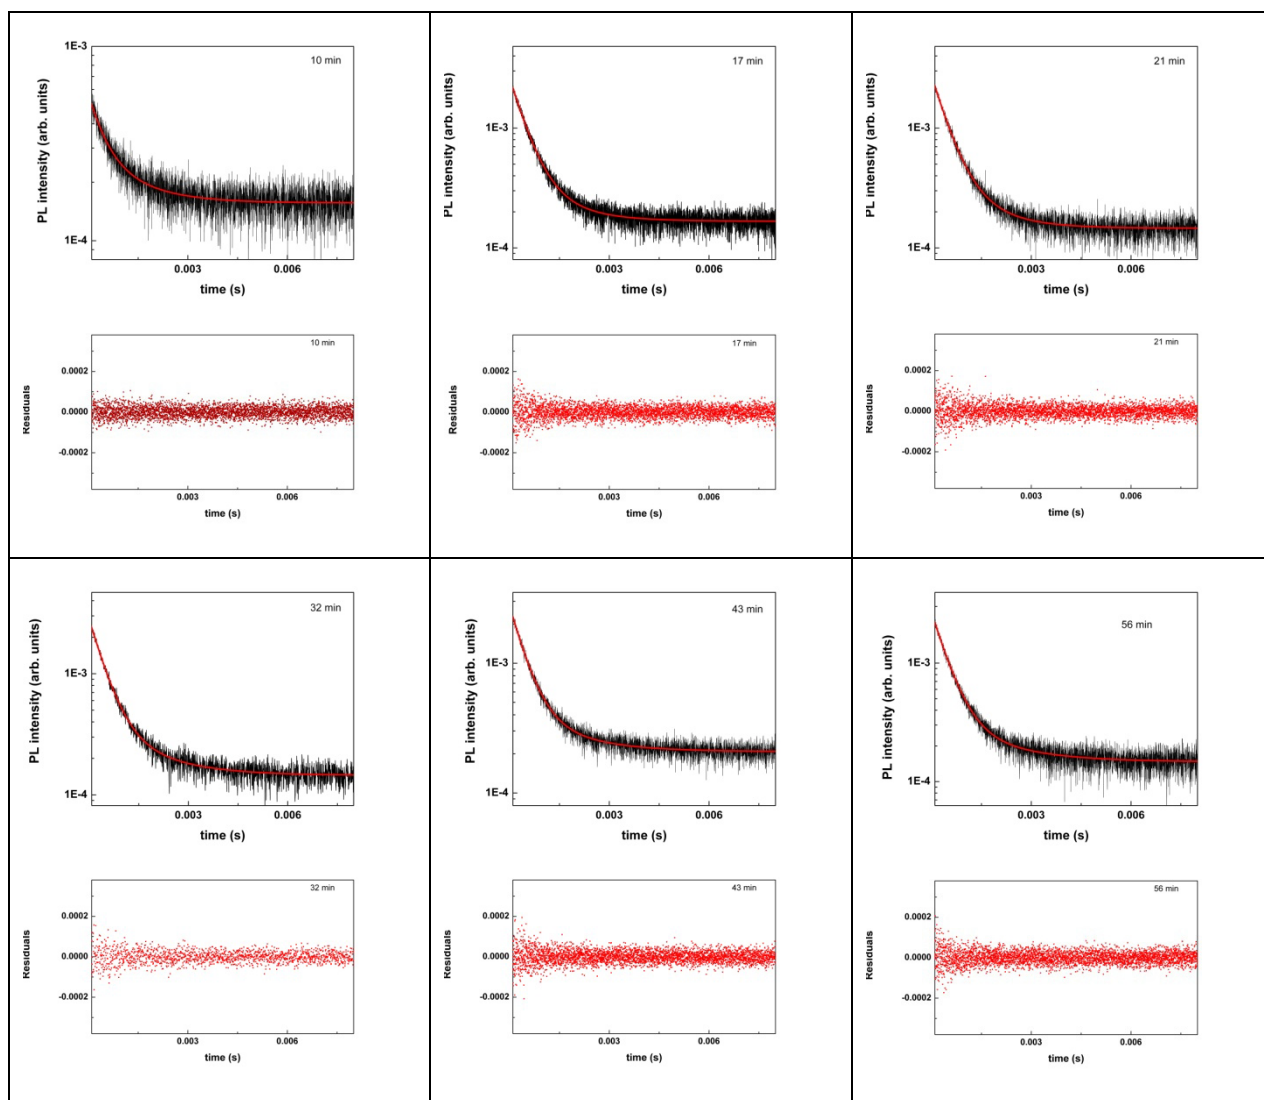 10 min
1E-3
PL intensity (arb. units)
1E-4
0.003
0.006
time (s)
10 min
0.0002
0.0000
-0.0002
Residuals
0.003
0.006
time (s)
17 min
1E-3
PL intensity (arb. units)
1E-4
0.003
0.006
time (s)
17 min
0.0002
0.0000
-0.0002
Residuals
0.003
0.006
time (s)
21 min
1E-3
PL intensity (arb. units)
1E-4
0.003
0.006
time (s)
21 min
0.0002
0.0000
-0.0002
Residuals
0.003
0.006
time (s)
32 min
1E-3
PL intensity (arb. units)
1E-4
0.003
0.006
time (s)
32 min
0.0002
0.0000
-0.0002
Residuals
0.003
0.006
time (s)
43 min
1E-3
PL intensity (arb. units)
1E-4
0.003
0.006
time (s)
43 min
0.0002
0.0000
-0.0002
Residuals
0.003
0.006
time (s)
56 min
1E-3
PL intensity (arb. units)
1E-4
0.003
0.006
time (s)
56 min
0.0002
0.0000
-0.0002
Residuals
0.003
0.006
time (s)